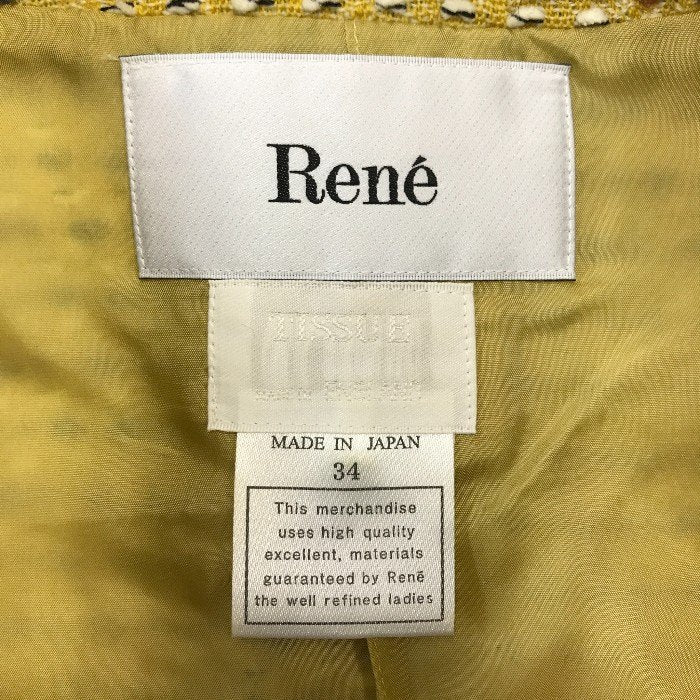 René
TISSUE
MADE IN JAPAN
34
This merchandise
uses high quality
excellent, materials
guaranteed by René
the well refined ladies